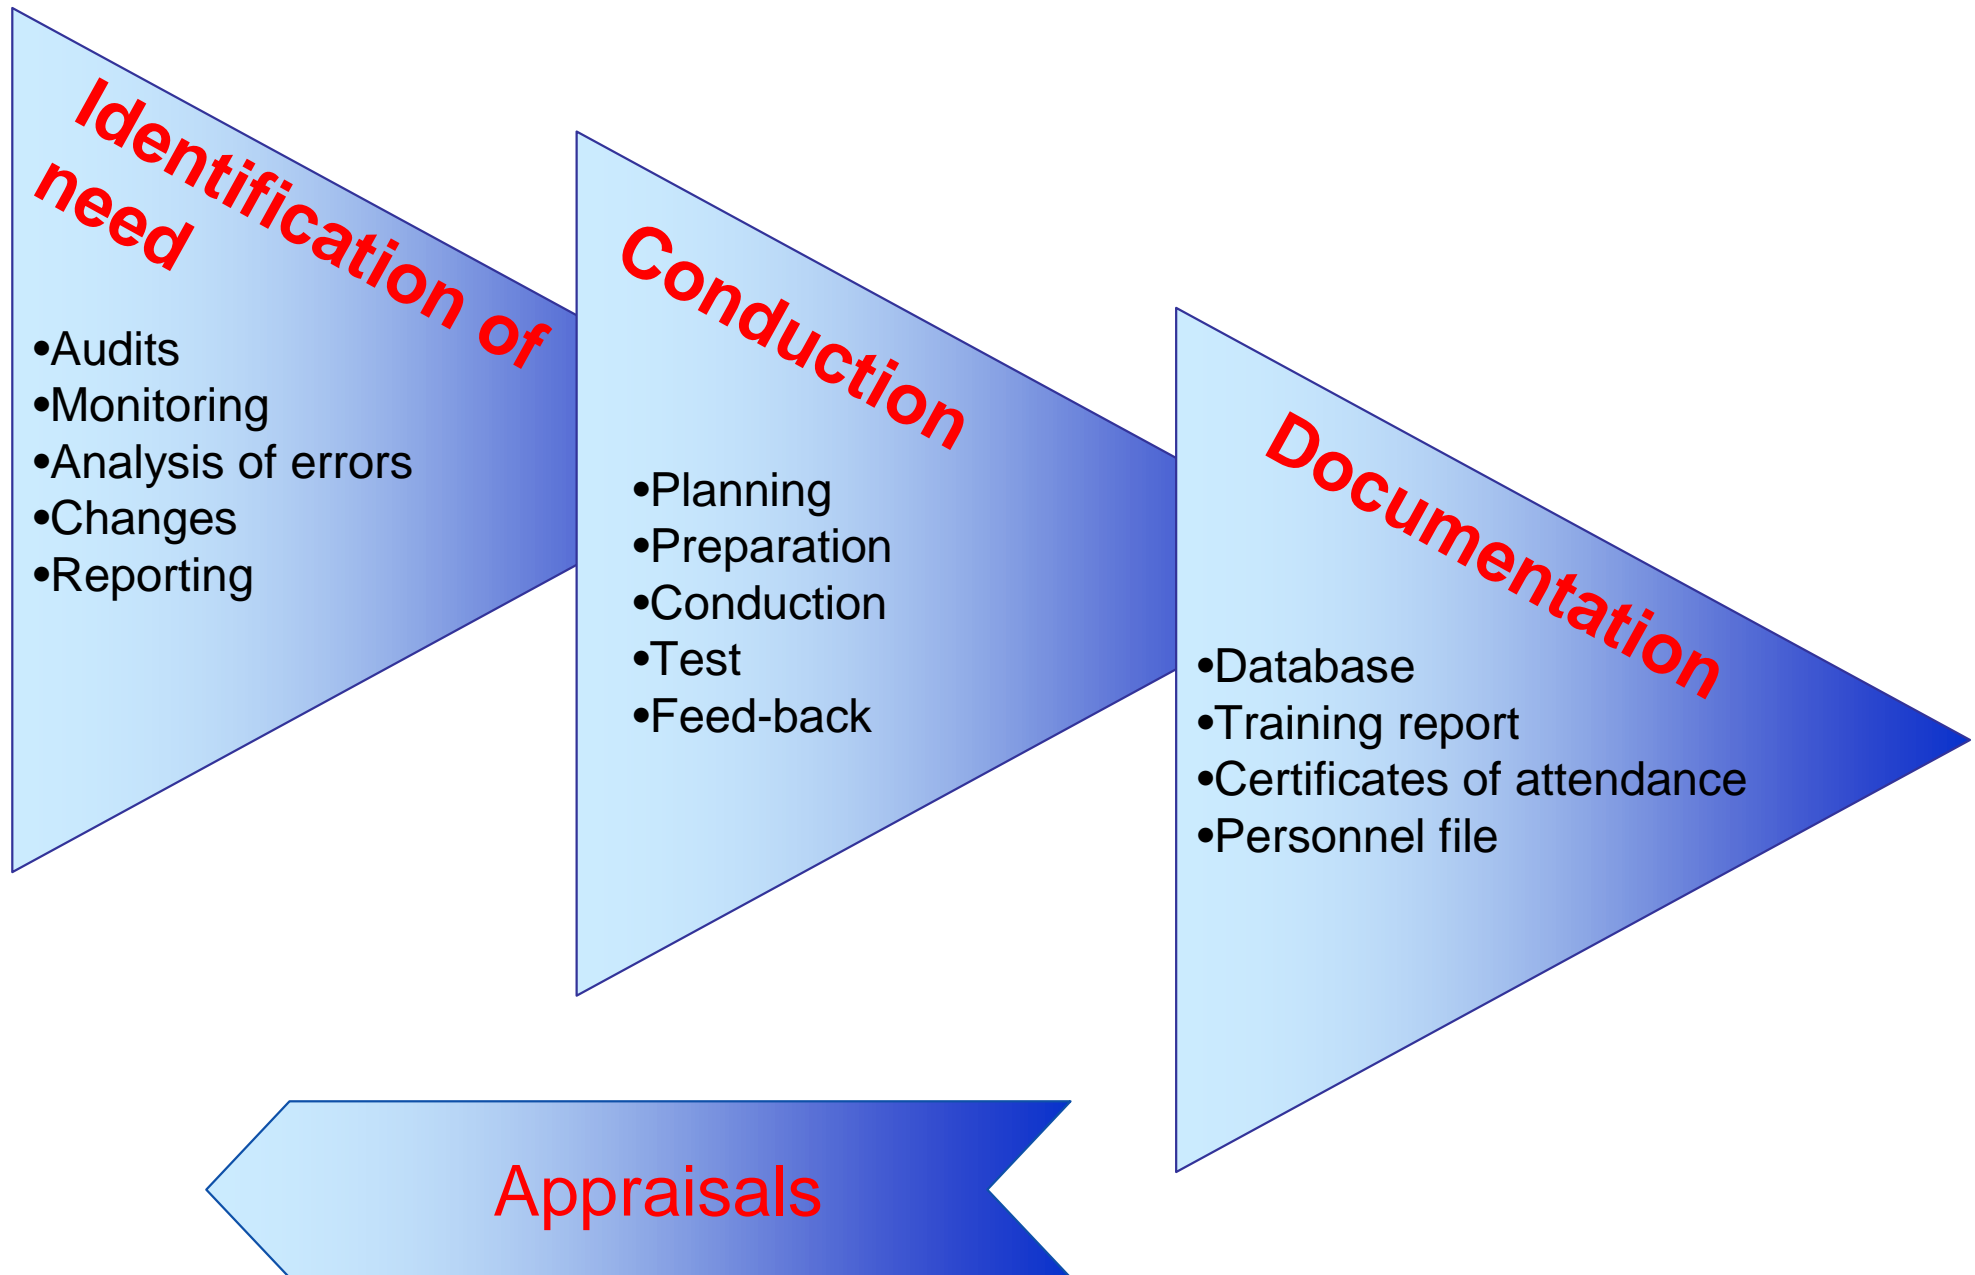 Identification of
need
•Audits
•Monitoring
•Analysis of errors
•Changes
•Reporting
Conduction
•Planning
•Preparation
•Conduction
•Test
•Feed-back
Documentation
•Database
•Training report
•Certificates of attendance
•Personnel file
Appraisals